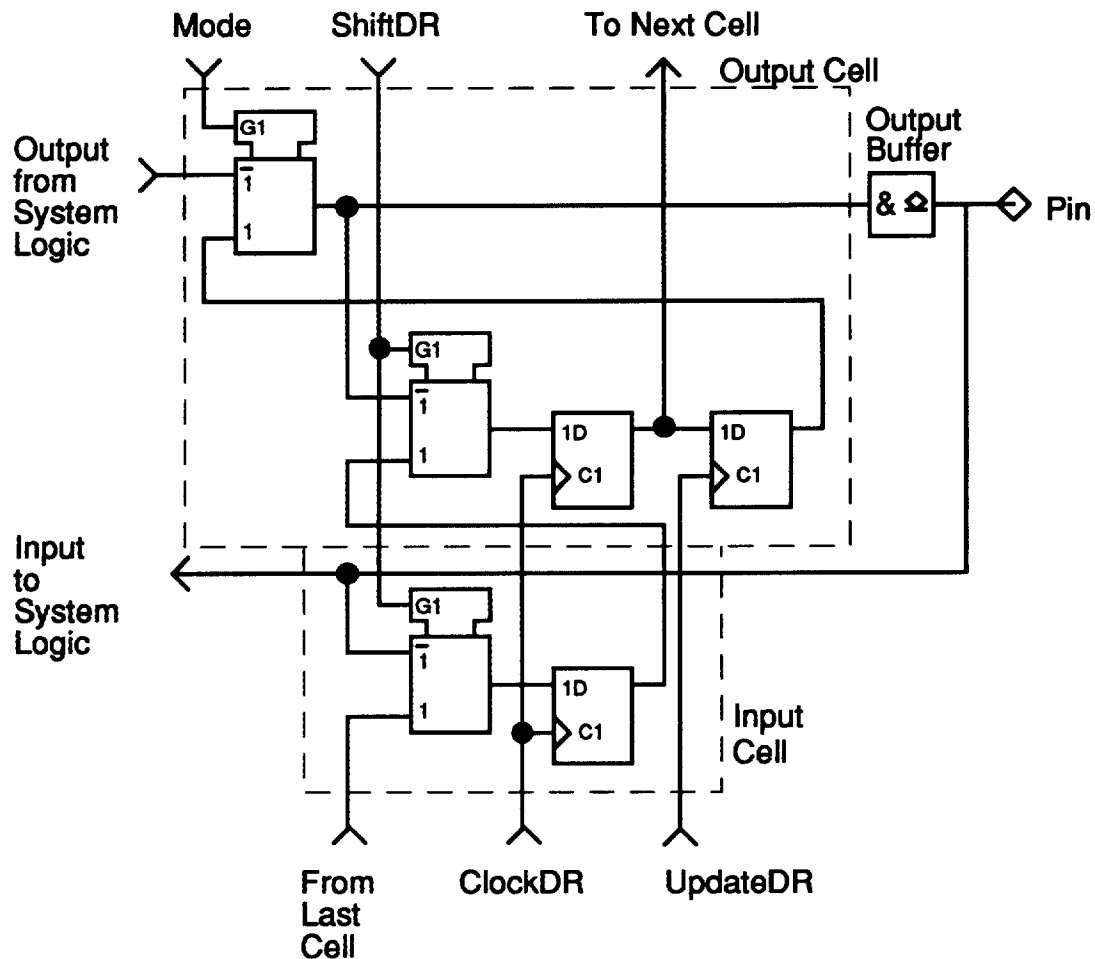 Mode
ShiftDR
To Next Cell
Output Cell
G1
Output
Buffer
Output
from
System
Logic
1
1
& ◇
Pin
G1
1
1
1D
C1
1D
C1
Input
to
System
Logic
G1
1
1
1D
C1
Input
Cell
From
Last
Cell
ClockDR
UpdateDR